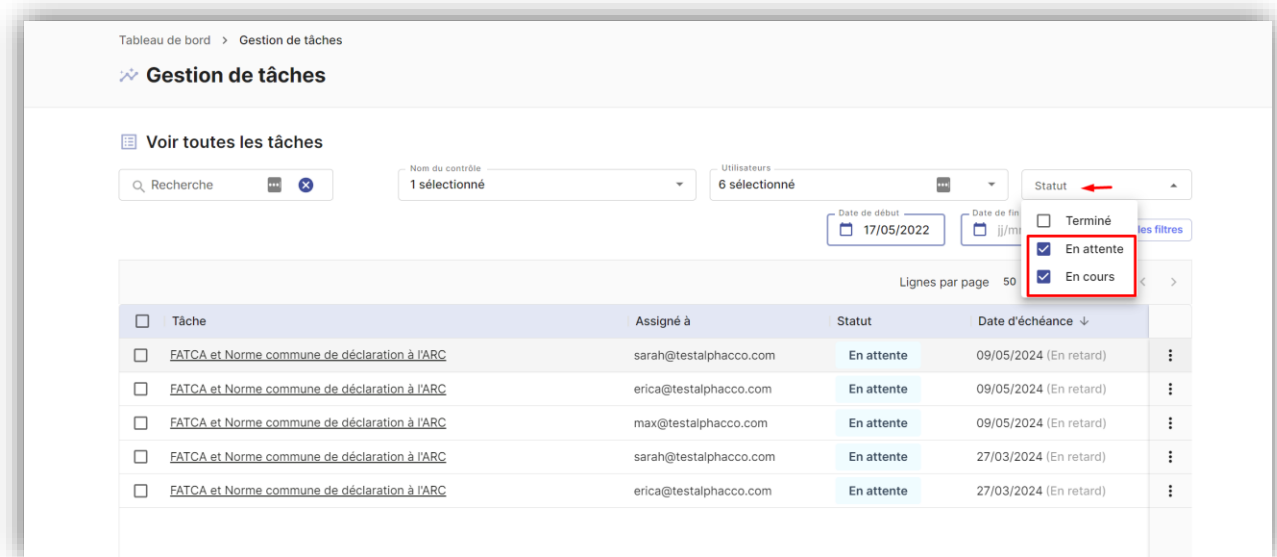 Tableau de bord > Gestion de tâches
Gestion de tâches
Voir toutes les tâches
Recherche
Nom du contrôle
1 sélectionné
Utilisateurs
6 sélectionné
Statut
Terminé
En attente
En cours
Date de début
17/05/2022
Date de fin
jj/m
les filtres
Lignes par page 50
Tâche Assigné à Statut Date d'échéance
FATCA et Norme commune de déclaration à l'ARC sarah@testalphacco.com En attente 09/05/2024 (En retard)
FATCA et Norme commune de déclaration à l'ARC erica@testalphacco.com En attente 09/05/2024 (En retard)
FATCA et Norme commune de déclaration à l'ARC max@testalphacco.com En attente 09/05/2024 (En retard)
FATCA et Norme commune de déclaration à l'ARC sarah@testalphacco.com En attente 27/03/2024 (En retard)
FATCA et Norme commune de déclaration à l'ARC erica@testalphacco.com En attente 27/03/2024 (En retard)